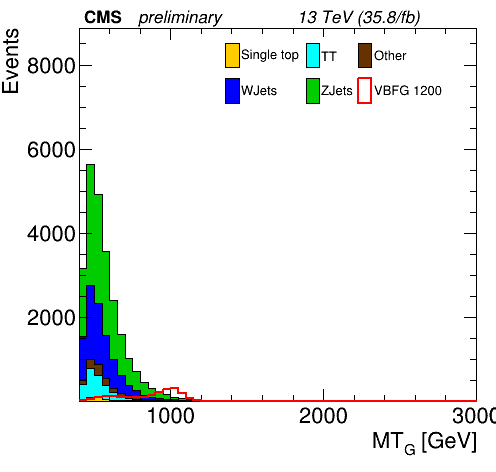 CMS preliminary 13 TeV (35.8/fb)
Events
Single top TT Other
WJets ZJets VBFG 1200
8000
6000
4000
2000
1000 2000 3000
MT_G [GeV]